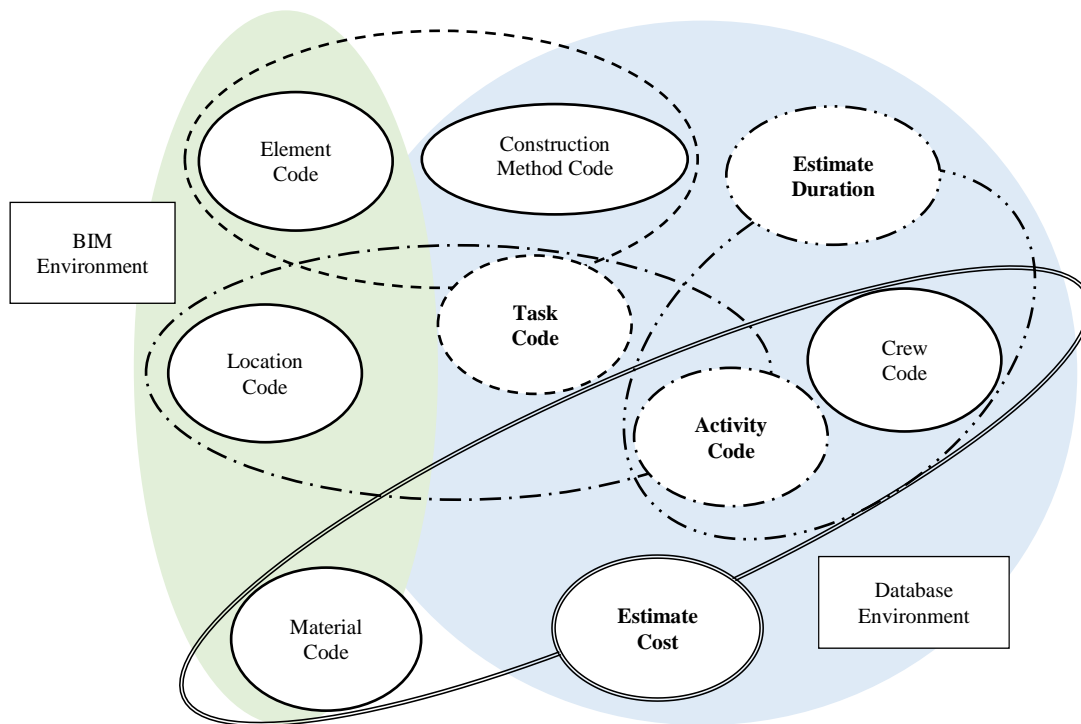 Element
Code
Construction
Method Code
Estimate
Duration
BIM
Environment
Task
Code
Location
Code
Crew
Code
Activity
Code
Material
Code
Estimate
Cost
Database
Environment